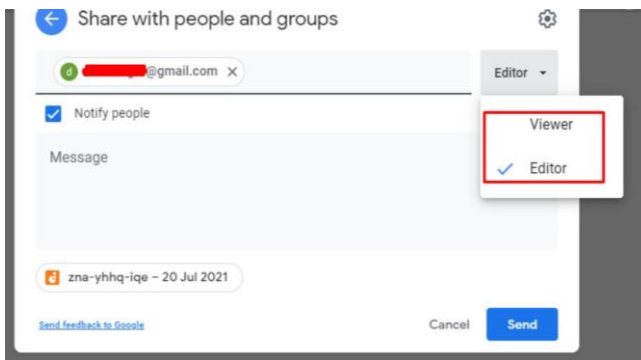 Share with people and groups
d @gmail.com
Editor
Notify people
Viewer
Message
Editor
zna-yhhq-iqe – 20 Jul 2021
Send feedback to Google
Cancel
Send